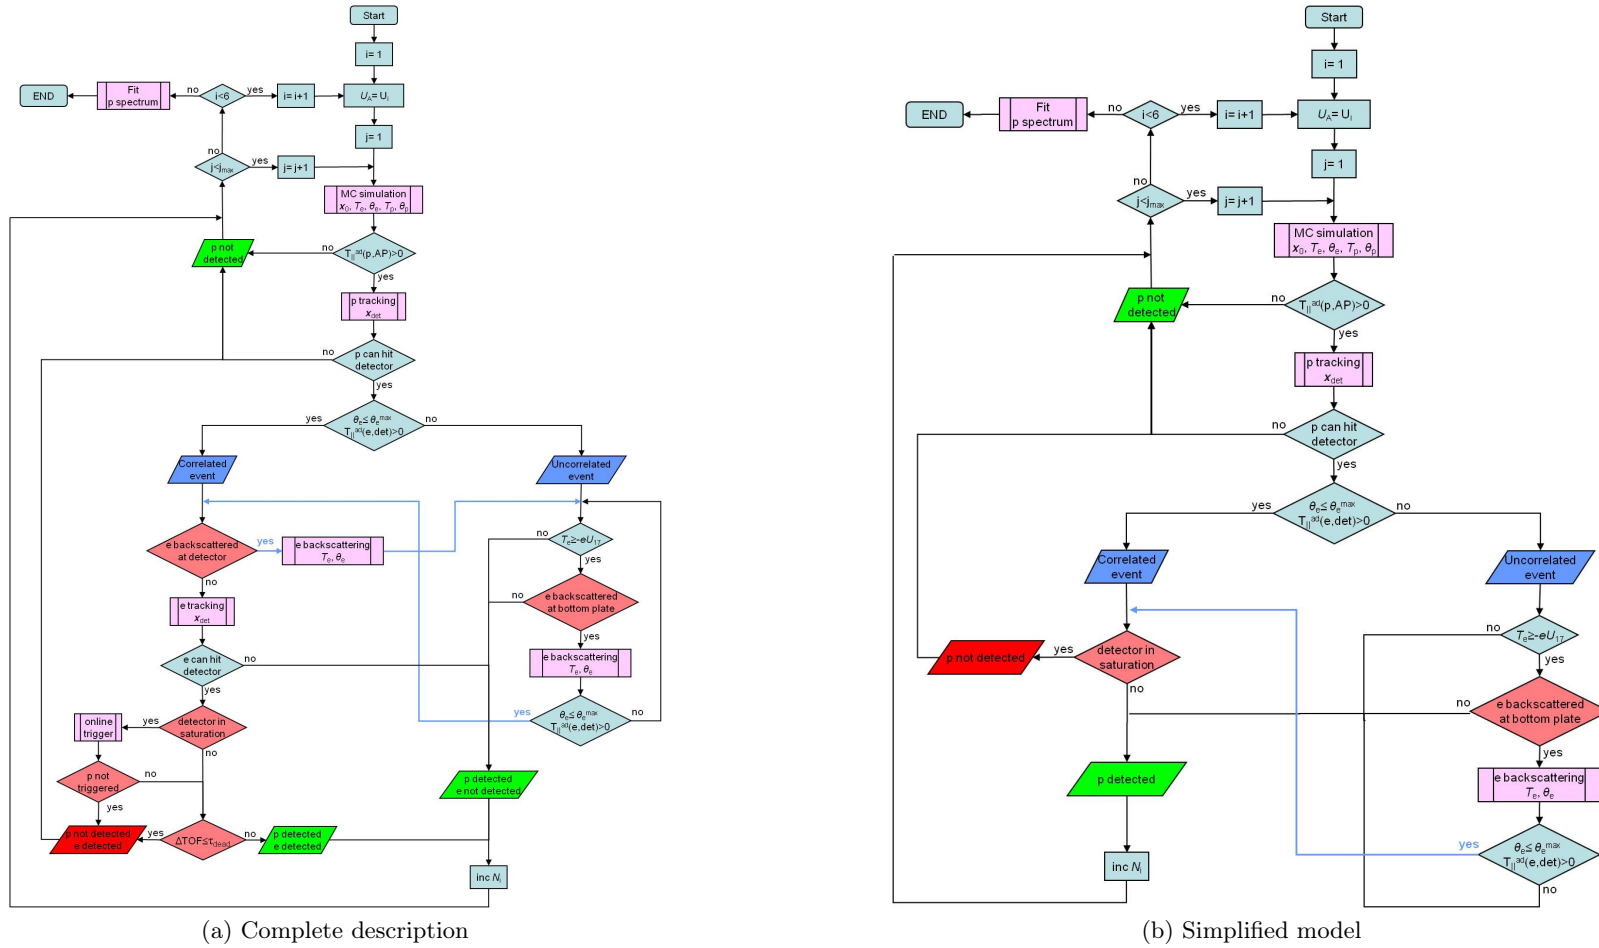 Start
i= 1
END
Fit
p spectrum
no
i<6
yes
i= i+1
U_A= U_i
j= 1
no
j<j_max
yes
j= j+1
MC simulation
x_0, T_e, θ_e, T_p, θ_p
p not
detected
no
T_||^ad(p,AP)>0
yes
p tracking
x_det
no
p can hit
detector
yes
yes
θ_e≤ θ_e^max
T_||^ad(e,det)>0
no
Correlated
event
Uncorrelated
event
e backscattered
at detector
yes
e backscattering
T_e, θ_e
no
T_e≥-eU_17
yes
no
e tracking
x_det
no
e backscattered
at bottom plate
yes
e can hit
detector
no
e backscattering
T_e, θ_e
yes
online
trigger
yes
detector in
saturation
yes
θ_e≤ θ_e^max
T_||^ad(e,det)>0
no
no
p not
triggered
no
yes
p detected
e not detected
p not detected
e detected
yes
ΔTOF≤τ_dead
no
p detected
e detected
inc N_i
(a) Complete description
Start
i= 1
END
Fit
p spectrum
no
i<6
yes
i= i+1
U_A= U_i
j= 1
no
j<j_max
yes
j= j+1
MC simulation
x_0, T_e, θ_e, T_p, θ_p
p not
detected
no
T_||^ad(p,AP)>0
yes
p tracking
x_det
no
p can hit
detector
yes
yes
θ_e≤ θ_e^max
T_||^ad(e,det)>0
no
Correlated
event
Uncorrelated
event
no
T_e≥-eU_17
yes
p not detected
yes
detector in
saturation
no
no
e backscattered
at bottom plate
yes
p detected
e backscattering
T_e, θ_e
inc N_i
yes
θ_e≤ θ_e^max
T_||^ad(e,det)>0
no
(b) Simplified model